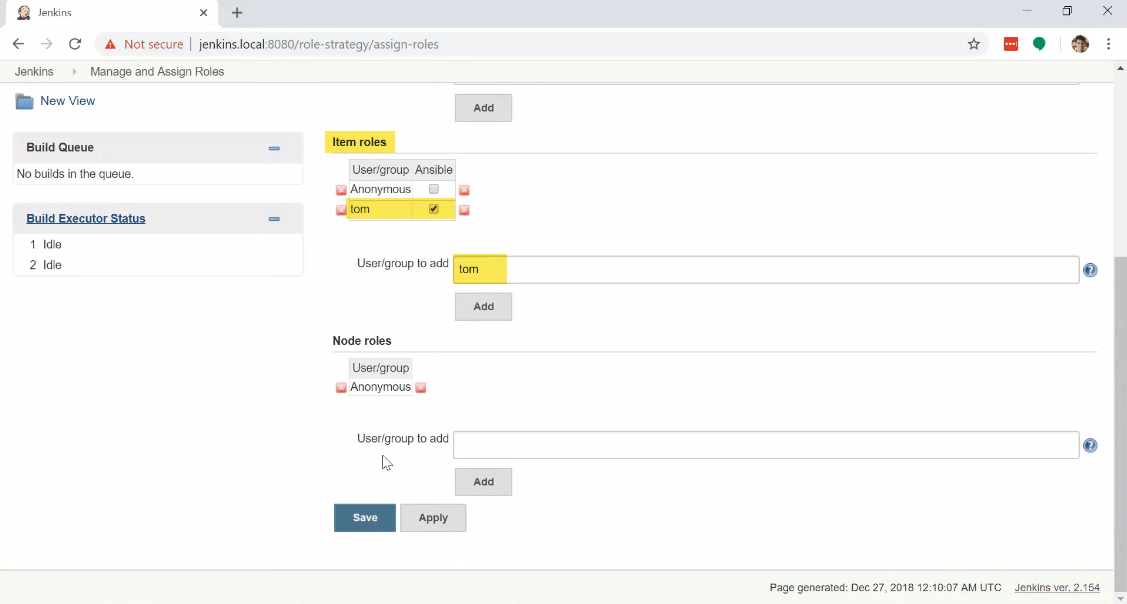 Jenkins
Not secure | jenkins.local:8080/role-strategy/assign-roles
Jenkins Manage and Assign Roles
New View
Add
Build Queue
No builds in the queue.
Build Executor Status
1 Idle
2 Idle
Item roles
User/group Ansible
Anonymous
tom
User/group to add tom
Add
Node roles
User/group
Anonymous
User/group to add
Add
Save Apply
Page generated: Dec 27, 2018 12:10:07 AM UTC Jenkins ver. 2.154